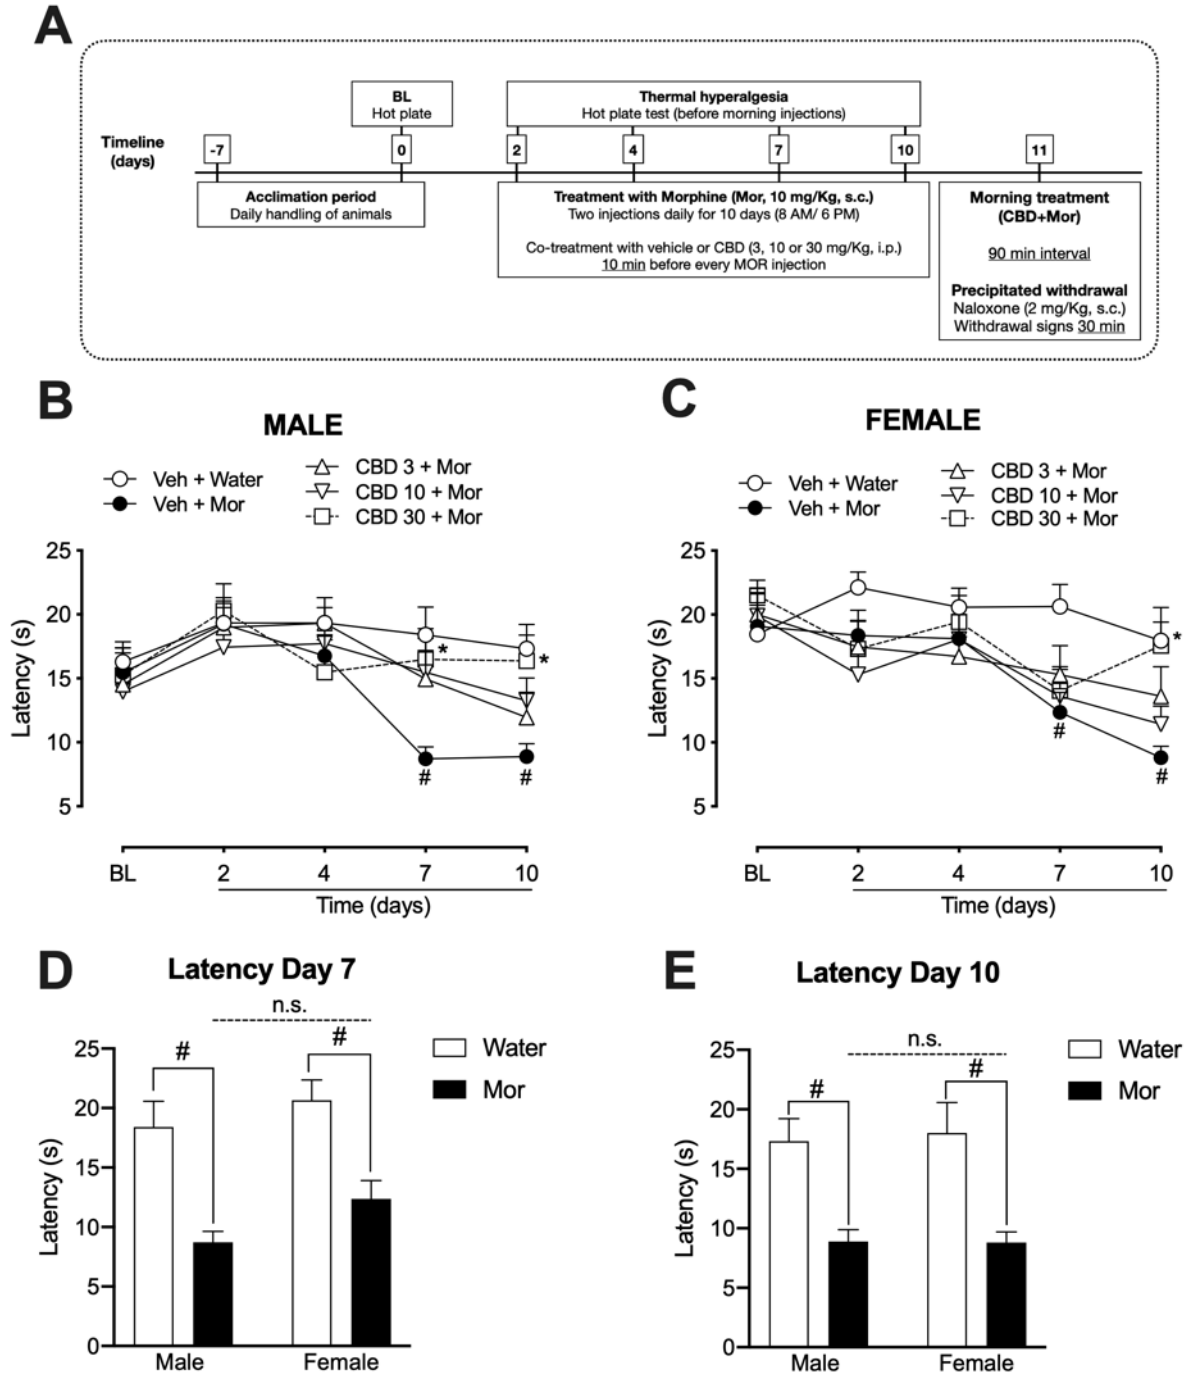 A
BL
Hot plate
Thermal hyperalgesia
Hot plate test (before morning injections)
Timeline
(days)
-7
0
2
4
7
10
11
Acclimation period
Daily handling of animals
Treatment with Morphine (Mor, 10 mg/Kg, s.c.)
Two injections daily for 10 days (8 AM/ 6 PM)
Co-treatment with vehicle or CBD (3, 10 or 30 mg/Kg, i.p.)
10 min before every MOR injection
Morning treatment
(CBD+Mor)
90 min interval
Precipitated withdrawal
Naloxone (2 mg/Kg, s.c.)
Withdrawal signs 30 min
B
MALE
Veh + Water
Veh + Mor
CBD 3 + Mor
CBD 10 + Mor
CBD 30 + Mor
Latency (s)
25
20
15
10
5
*
*
#
#
BL
2
4
7
10
Time (days)
C
FEMALE
Veh + Water
Veh + Mor
CBD 3 + Mor
CBD 10 + Mor
CBD 30 + Mor
Latency (s)
25
20
15
10
5
*
#
#
BL
2
4
7
10
Time (days)
D
Latency Day 7
n.s.
#
#
Water
Mor
Latency (s)
25
20
15
10
5
0
Male
Female
E
Latency Day 10
n.s.
#
#
Water
Mor
Latency (s)
25
20
15
10
5
0
Male
Female